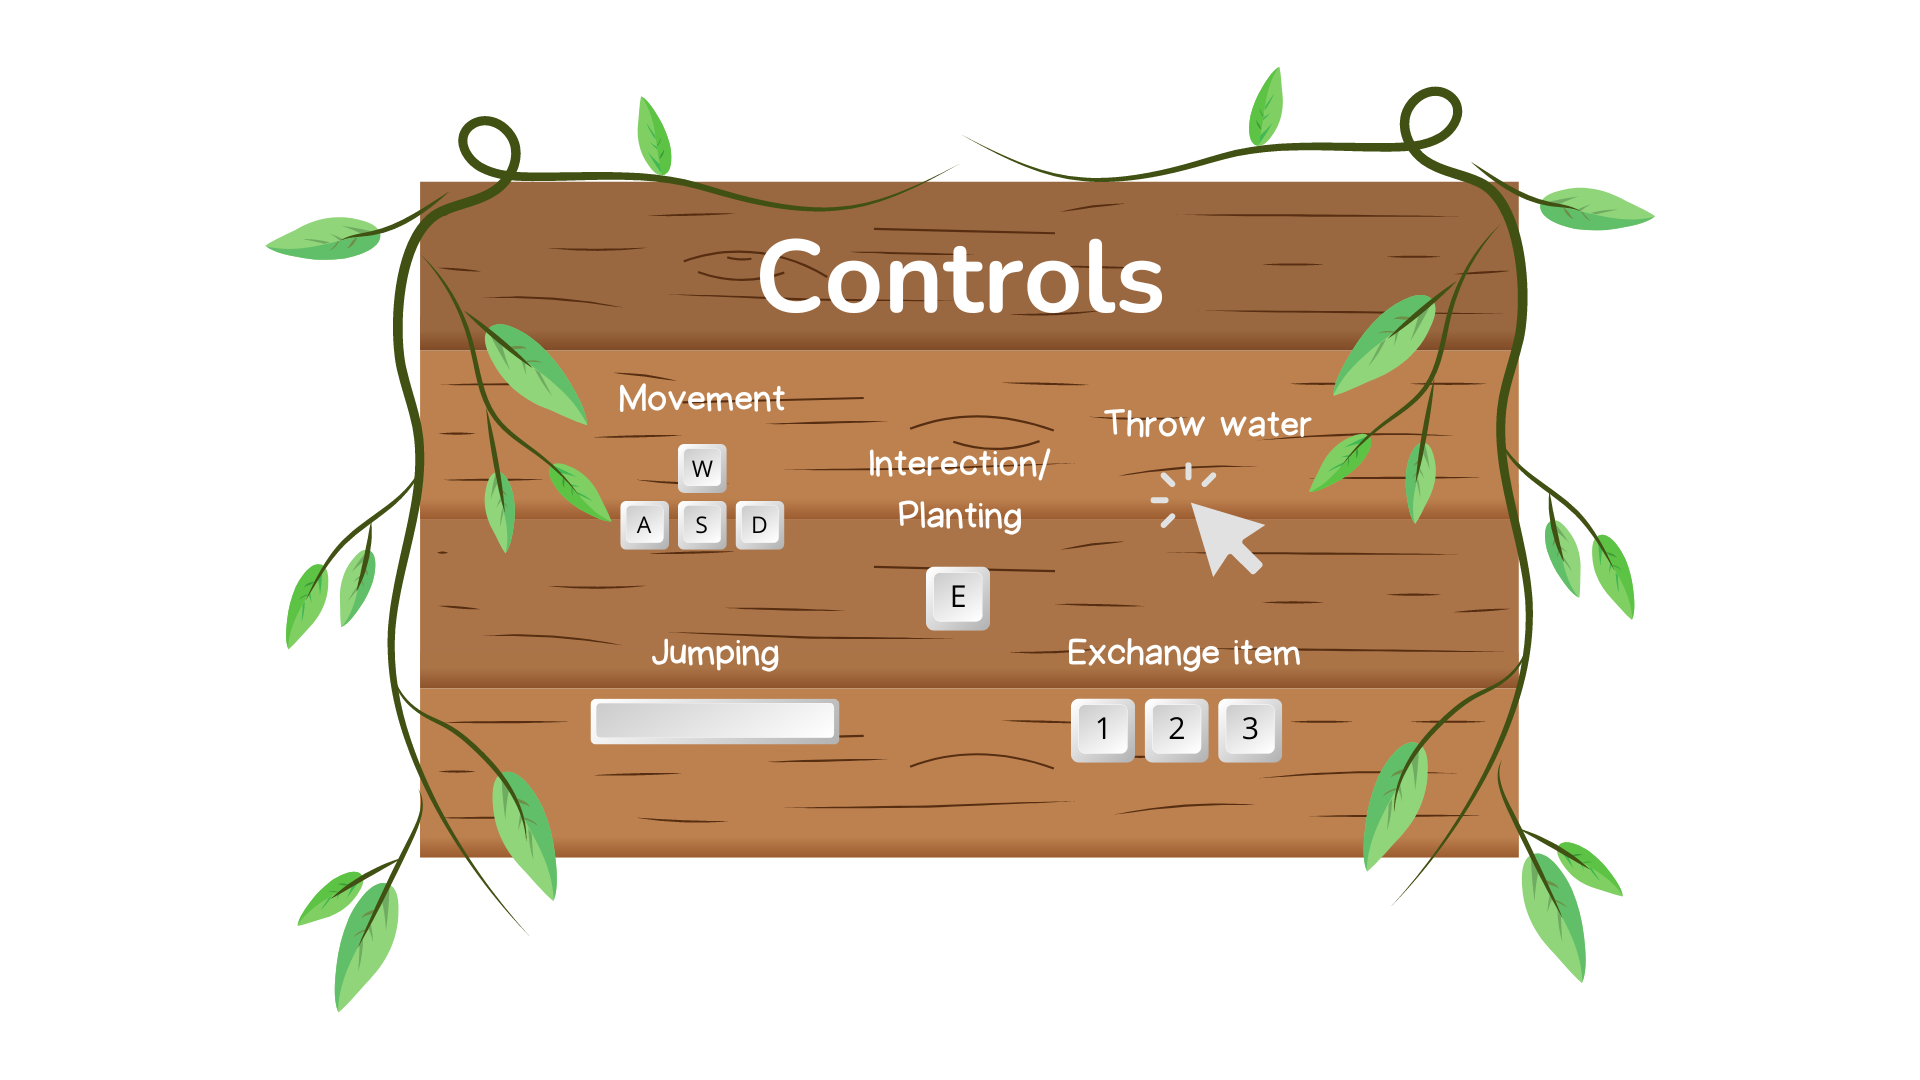 Controls
Movement
W
A S D
Interection/
Planting
E
Throw water
Jumping
Exchange item
1 2 3